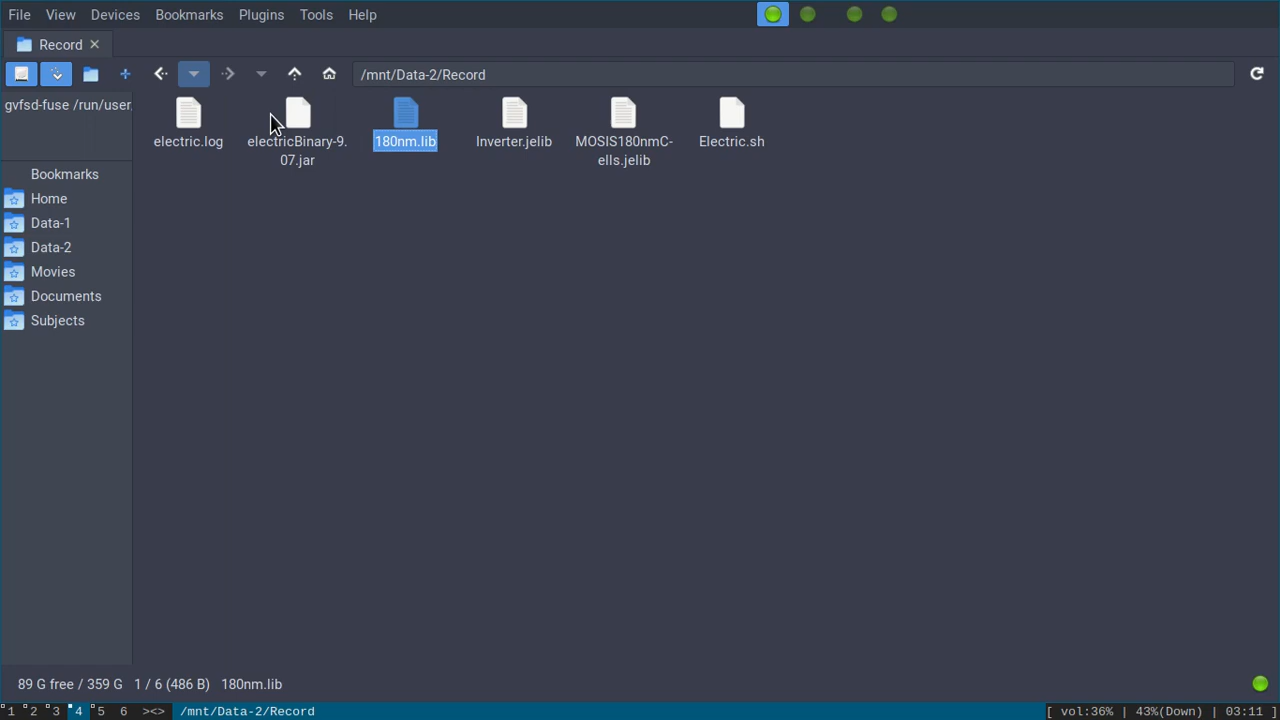 File View Devices Bookmarks Plugins Tools Help
Record
/mnt/Data-2/Record
gvfsd-fuse /run/user
electric.log
electricBinary-9.
07.jar
180nm.lib
Inverter.jelib
MOSIS180nmC-
ells.jelib
Electric.sh
Bookmarks
Home
Data-1
Data-2
Movies
Documents
Subjects
89 G free / 359 G 1 / 6 (486 B) 180nm.lib
1 2 3 4 5 6 ><> /mnt/Data-2/Record [ vol:36% | 43%(Down) | 03:11 ]